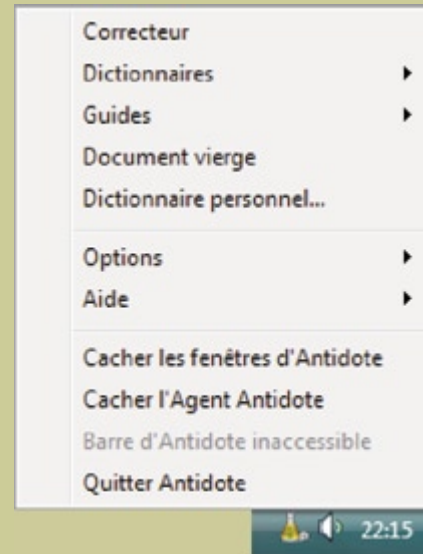 Correcteur
Dictionnaires
Guides
Document vierge
Dictionnaire personnel...
Options
Aide
Cacher les fenêtres d'Antidote
Cacher l'Agent Antidote
Barre d'Antidote inaccessible
Quitter Antidote
22:15